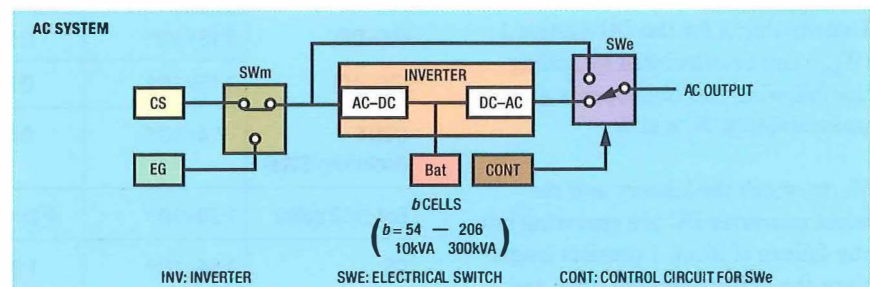 AC SYSTEM
SWm
INVERTER
SWe
CS
AC–DC
DC–AC
AC OUTPUT
EG
Bat
CONT
b CELLS
(b = 54 — 206
10kVA 300kVA)
INV: INVERTER
SWE: ELECTRICAL SWITCH
CONT: CONTROL CIRCUIT FOR SWe